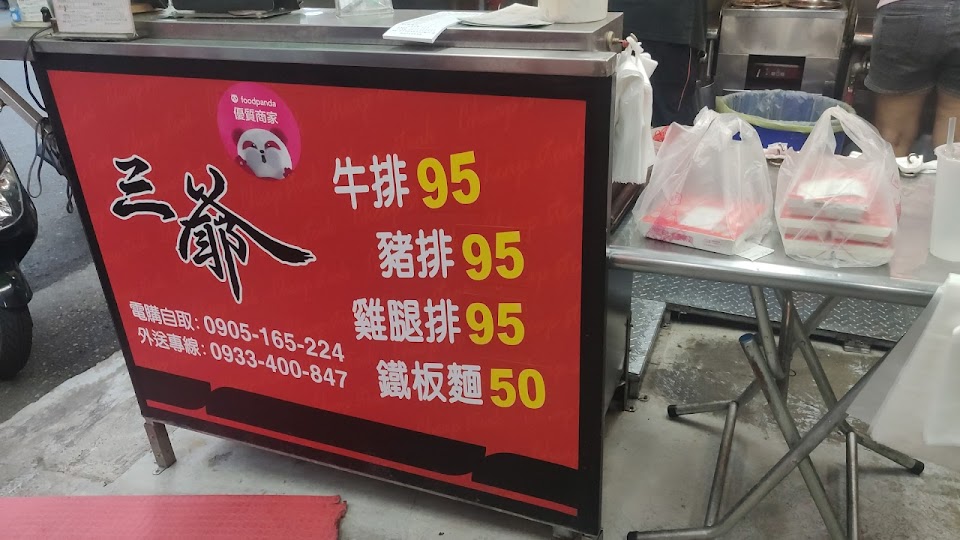 foodpanda
優質商家
三爺
牛排 95
豬排 95
雞腿排 95
鐵板麵 50
電購自取: 0905-165-224
外送專線: 0933-400-847